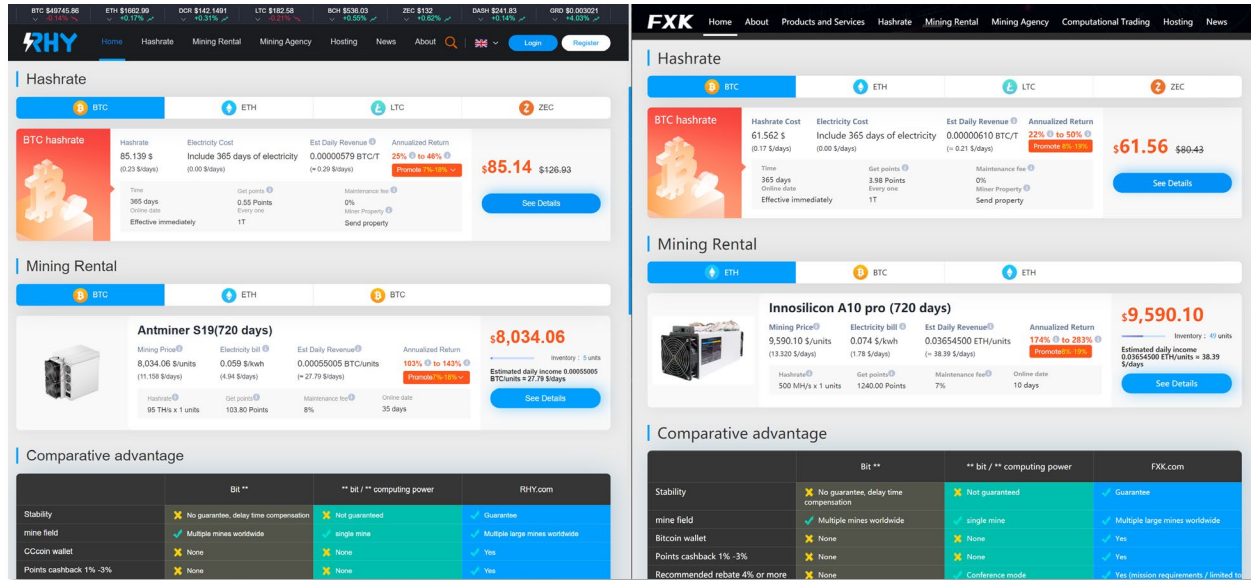 BTC $49745.86 ETH $1662.99 DCR $142.1491 LTC $182.58 BCH $536.03 ZEC $132 DASH $241.83 GRD $0.003021
-0.14% +0.17% +0.31% -0.21% +0.55% +0.62% +0.14% +4.03%
RHY Home Hashrate Mining Rental Mining Agency Hosting News About Login Register
Hashrate
BTC ETH LTC ZEC
BTC hashrate
Hashrate Electricity Cost Est Daily Revenue Annualized Return
85.139 $ Include 365 days of electricity 0.00000579 BTC/T 25% to 46%
(0.23 $/days) (0.00 $/days) (≈ 0.29 $/days) Promote 7%-18%
$85.14 $126.93
Time Get points Maintenance fee
365 days 0.55 Points 0%
Online date Every one Miner Property
Effective immediately 1T Send property
See Details
Mining Rental
BTC ETH BTC
Antminer S19(720 days)
Mining Price Electricity bill Est Daily Revenue Annualized Return
8,034.06 $/units 0.059 $/kwh 0.00055005 BTC/units 103% to 143%
(11.158 $/days) (4.94 $/days) (≈ 27.79 $/days) Promote7%-18%
Hashrate Get points Maintenance fee Online date
95 TH/s x 1 units 103.80 Points 8% 35 days
$8,034.06
Inventory : 5 units
Estimated daily income 0.00055005
BTC/units ≈ 27.79 $/days
See Details
Comparative advantage
Bit ** ** bit / ** computing power RHY.com
Stability No guarantee, delay time compensation Not guaranteed Guarantee
mine field Multiple mines worldwide single mine Multiple large mines worldwide
CCcoin wallet None None Yes
Points cashback 1% -3% None None Yes
FXK Home About Products and Services Hashrate Mining Rental Mining Agency Computational Trading Hosting News
Hashrate
BTC ETH LTC ZEC
BTC hashrate
Hashrate Cost Electricity Cost Est Daily Revenue Annualized Return
61.562 $ Include 365 days of electricity 0.00000610 BTC/T 22% to 50%
(0.17 $/days) (0.00 $/days) (≈ 0.21 $/days) Promote 8%-19%
$61.56 $80.43
Time Get points Maintenance fee
365 days 3.98 Points 0%
Online date Every one Miner Property
Effective immediately 1T Send property
See Details
Mining Rental
ETH BTC ETH
Innosilicon A10 pro (720 days)
Mining Price Electricity bill Est Daily Revenue Annualized Return
9,590.10 $/units 0.074 $/kwh 0.03654500 ETH/units 174% to 283%
(13.320 $/days) (1.78 $/days) (≈ 38.39 $/days) Promote8%-19%
Hashrate Get points Maintenance fee Online date
500 MH/s x 1 units 1240.00 Points 7% 10 days
$9,590.10
Inventory : 49 units
Estimated daily income
0.03654500 ETH/units ≈ 38.39
$/days
See Details
Comparative advantage
Bit ** ** bit / ** computing power FXK.com
Stability No guarantee, delay time Not guaranteed Guarantee
compensation
mine field Multiple mines worldwide single mine Multiple large mines worldwide
Bitcoin wallet None None Yes
Points cashback 1% -3% None None Yes
Recommended rebate 4% or more None Conference mode Yes (mission requirements / limited to